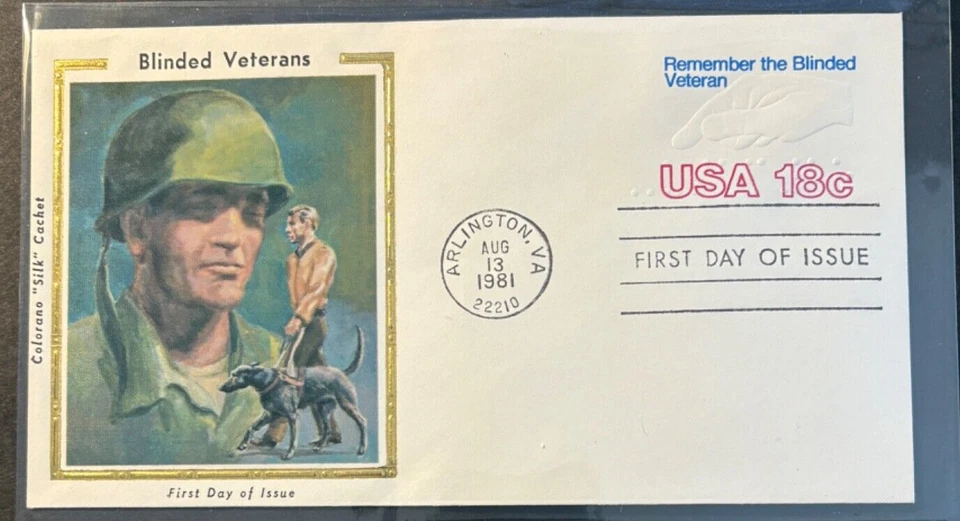 Blinded Veterans
Colorano "Silk" Cachet
First Day of Issue
ARLINGTON, VA
AUG
13
1981
22210
Remember the Blinded
Veteran
USA 18c
FIRST DAY OF ISSUE